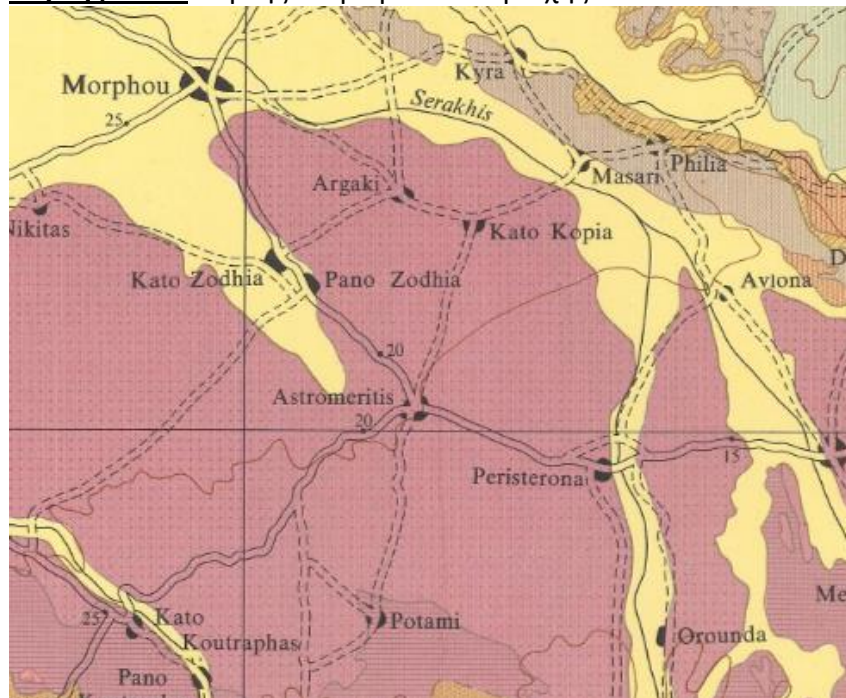 Morphou
Kyra
Serakhis
25
Philia
Masari
Argaki
Nikitas
Kato Kopia
Kato Zodhia
Pano Zodhia
Avlona
20
Astromeritis
20
15
Peristerona
25
Kato
Koutraphas
Potami
Orounda
Me
Pano